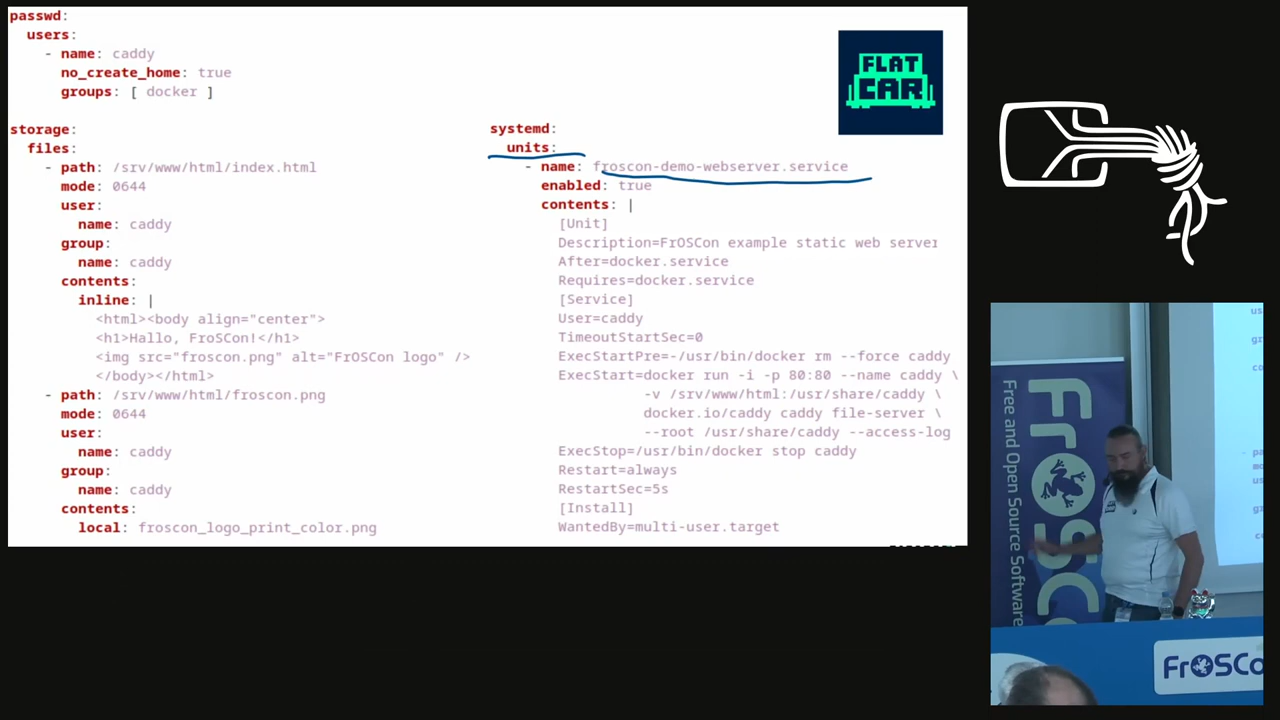 passwd:
users:
- name: caddy
no_create_home: true
groups: [ docker ]
storage:
files:
- path: /srv/www/html/index.html
mode: 0644
user:
name: caddy
group:
name: caddy
contents:
inline: |
<html><body align="center">
<h1>Hallo, FroSCon!</h1>
<img src="froscon.png" alt="FrOSCon logo" />
</body></html>
- path: /srv/www/html/froscon.png
mode: 0644
user:
name: caddy
group:
name: caddy
contents:
local: froscon_logo_print_color.png
FLAT
CAR
systemd:
units:
- name: froscon-demo-webserver.service
enabled: true
contents: |
[Unit]
Description=FrOSCon example static web server
After=docker.service
Requires=docker.service
[Service]
User=caddy
TimeoutStartSec=0
ExecStartPre=-/usr/bin/docker rm --force caddy
ExecStart=docker run -i -p 80:80 --name caddy \
-v /srv/www/html:/usr/share/caddy \
docker.io/caddy caddy file-server \
--root /usr/share/caddy --access-log
ExecStop=/usr/bin/docker stop caddy
Restart=always
RestartSec=5s
[Install]
WantedBy=multi-user.target
FrOSCo
Free and Open Source Software
FrOSCo